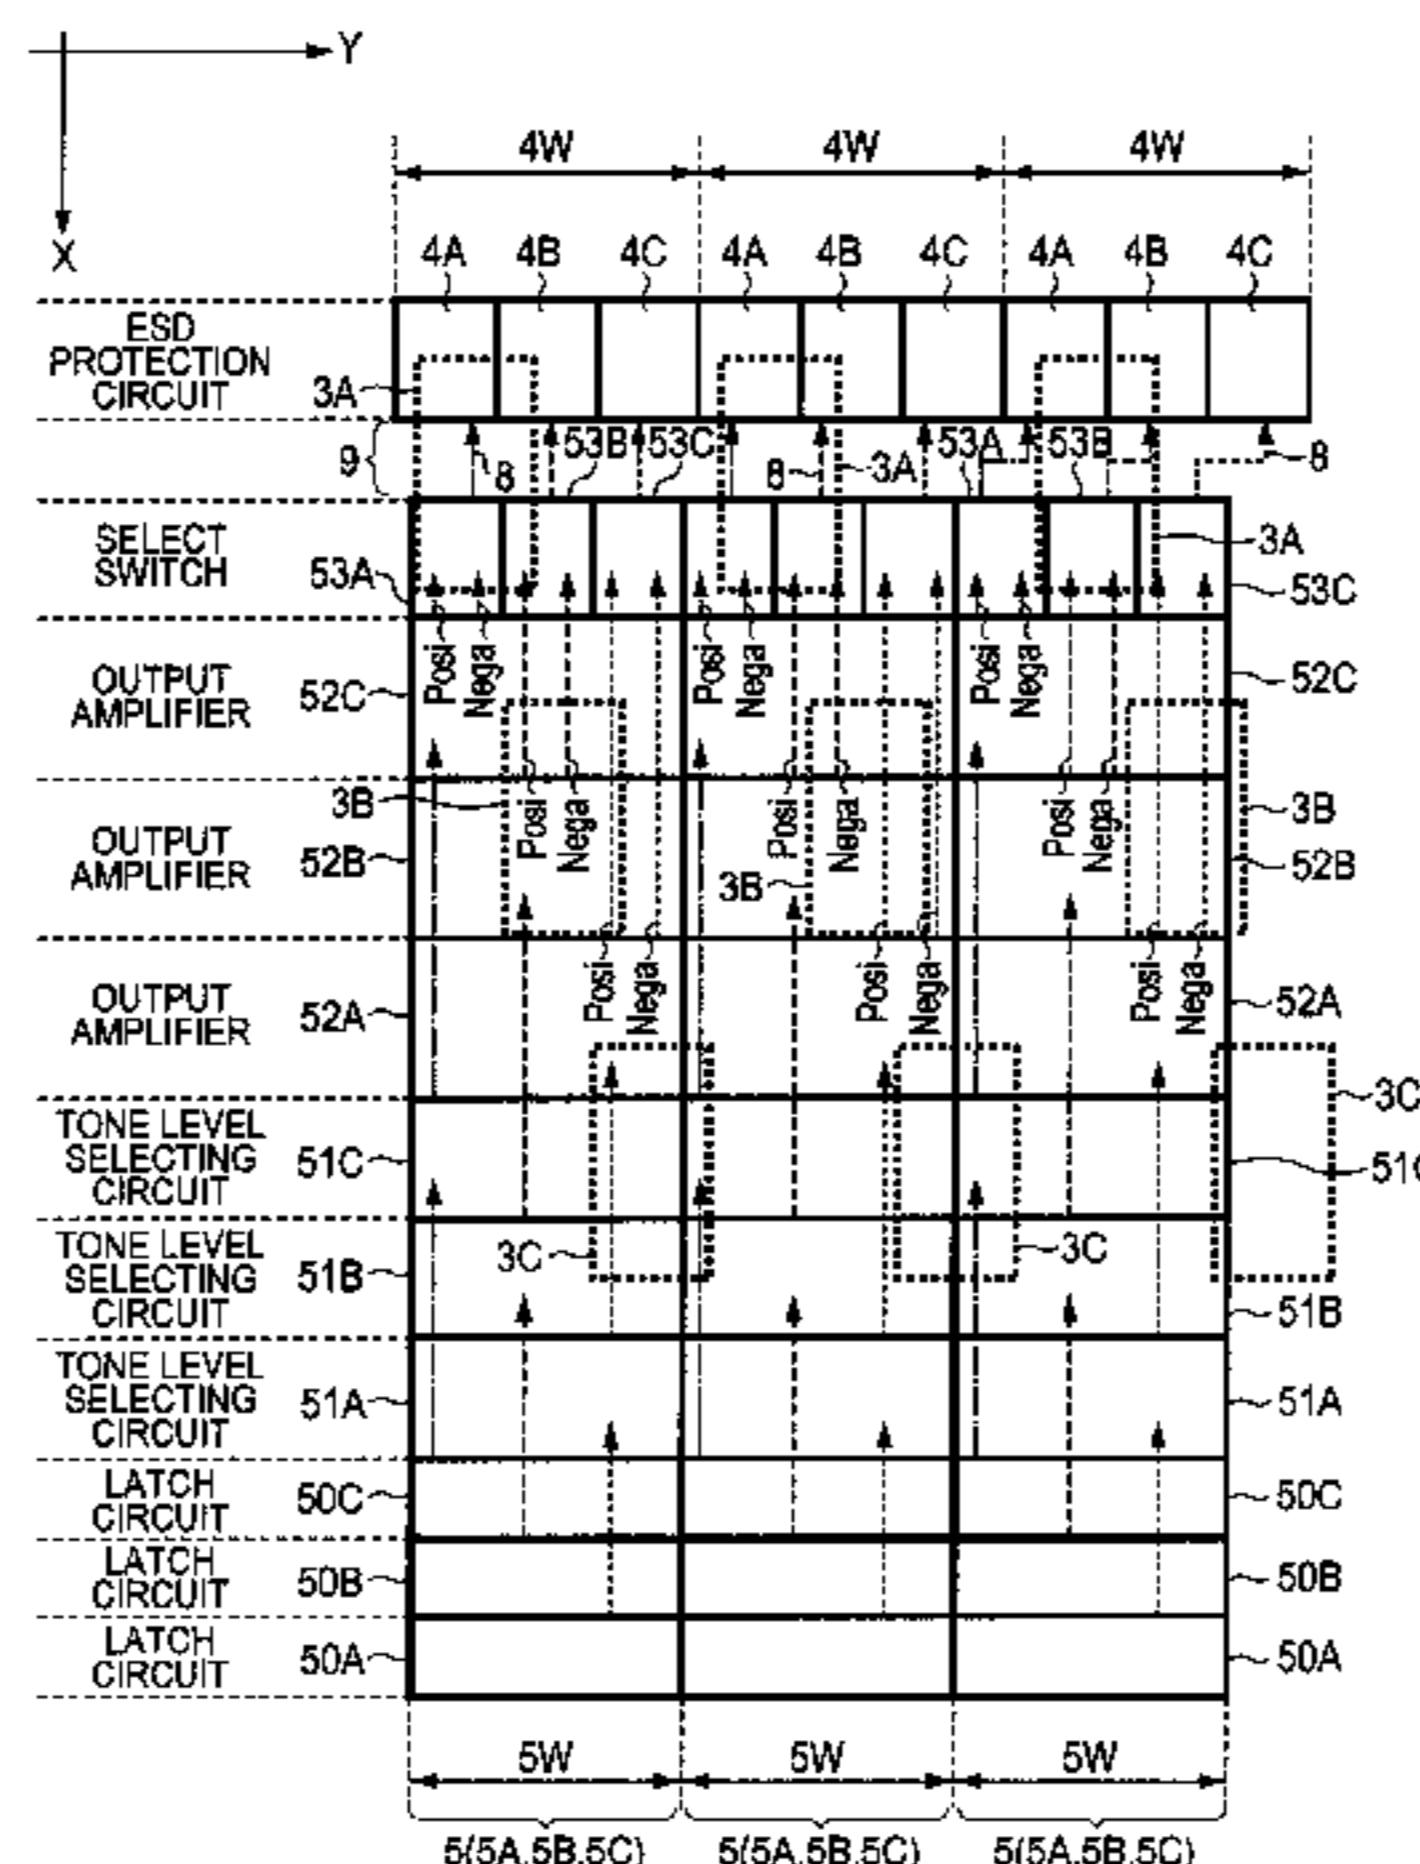 Y
X
4W 4W 4W
4A 4B 4C 4A 4B 4C 4A 4B 4C
ESD
PROTECTION
CIRCUIT
3A
9
8 53B 53C 8 3A 53A 53B 8
SELECT
SWITCH
53A
3A
53C
Posi Nega Posi Nega Posi Nega
OUTPUT
AMPLIFIER
52C 52C
3B
Posi Nega Posi Nega Posi Nega
3B
OUTPUT
AMPLIFIER
52B 3B 52B
Posi Nega Posi Nega Posi Nega
OUTPUT
AMPLIFIER
52A 52A
3C
TONE LEVEL
SELECTING
CIRCUIT
51C
TONE LEVEL
SELECTING
CIRCUIT
51B 3C 3C 51B
TONE LEVEL
SELECTING
CIRCUIT
51A 51A
LATCH
CIRCUIT
50C 50C
LATCH
CIRCUIT
50B 50B
LATCH
CIRCUIT
50A 50A
5W 5W 5W
5(5A,5B,5C) 5(5A,5B,5C) 5(5A,5B,5C)